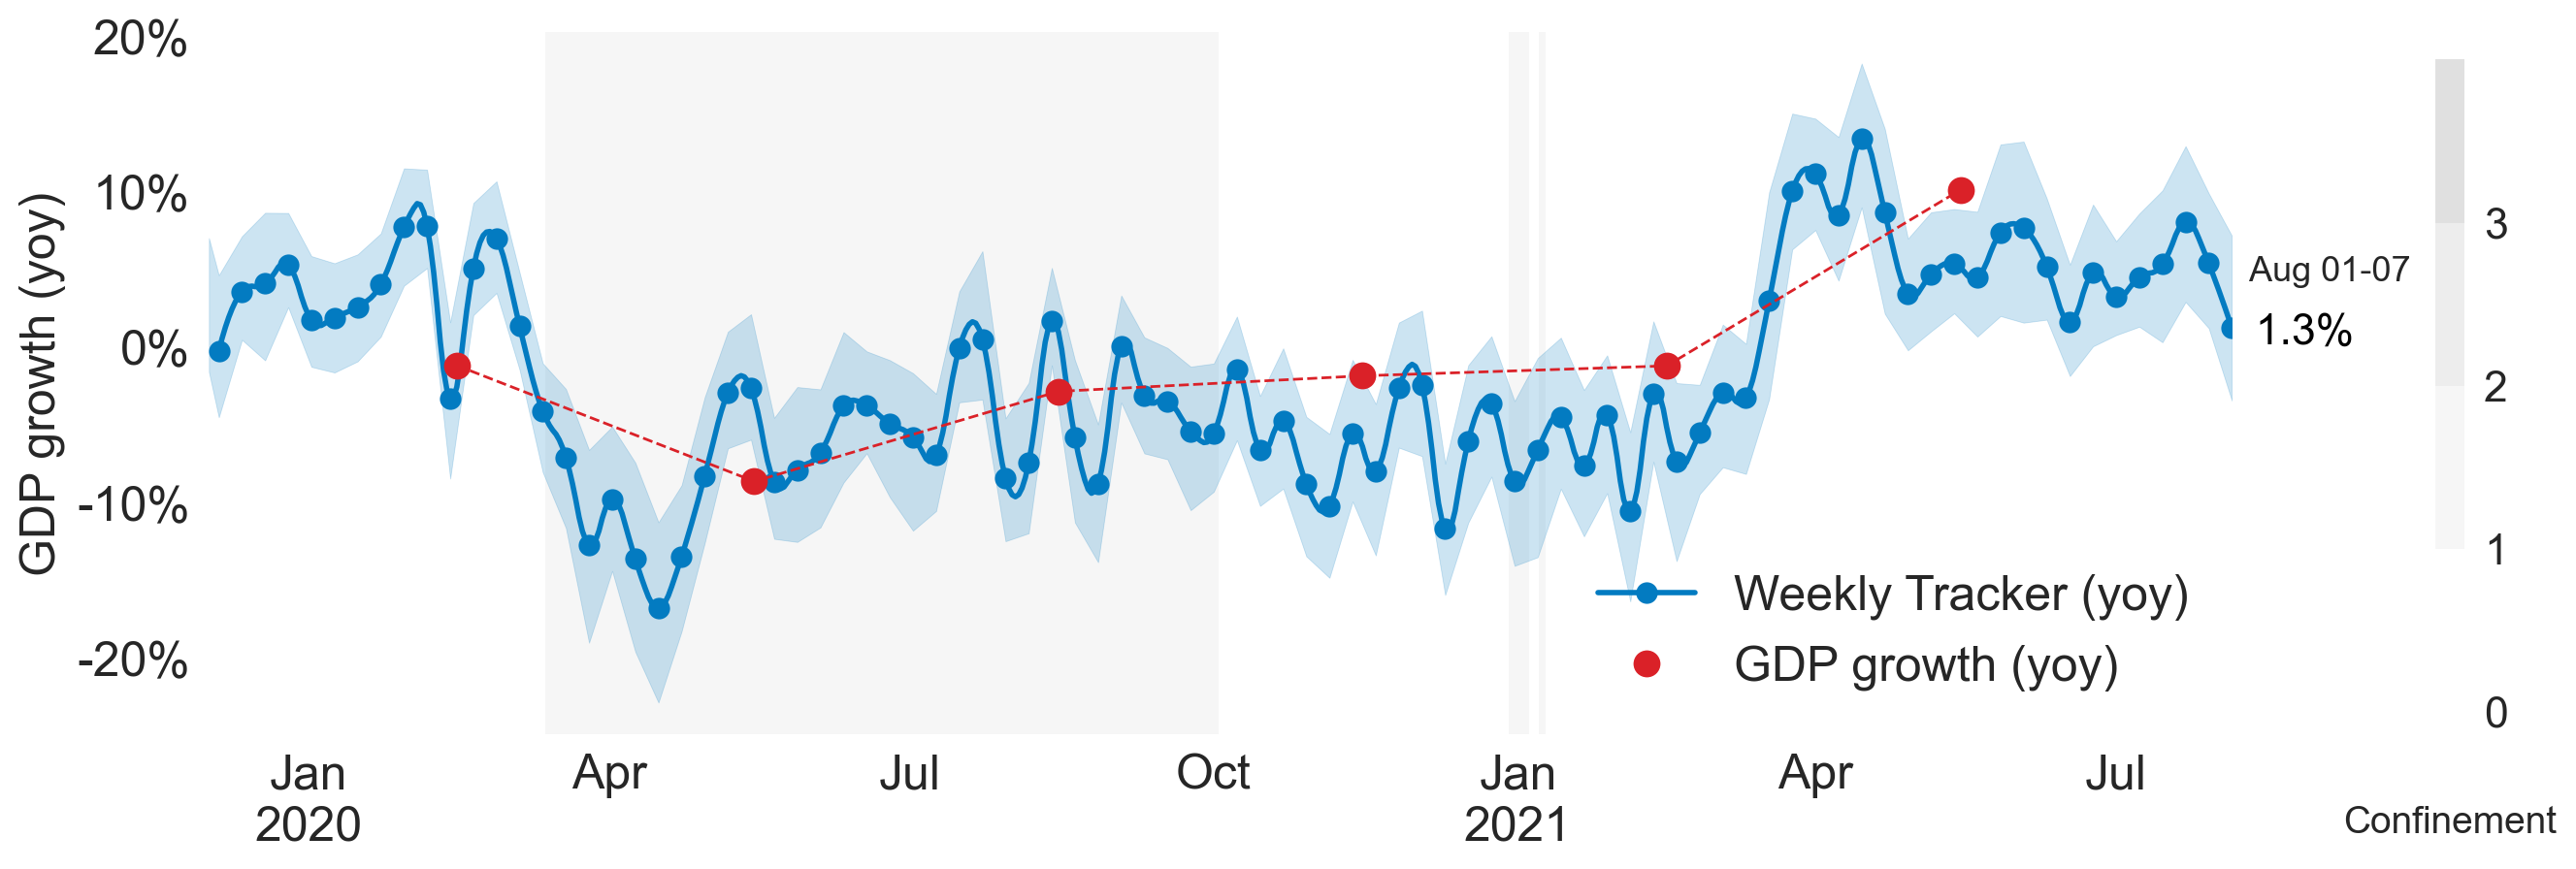 20%
10%
0%
-10%
-20%
GDP growth (yoy)
Aug 01-07
1.3%
3
2
1
0
Weekly Tracker (yoy)
GDP growth (yoy)
Jan
2020
Apr
Jul
Oct
Jan
2021
Apr
Jul
Confinement